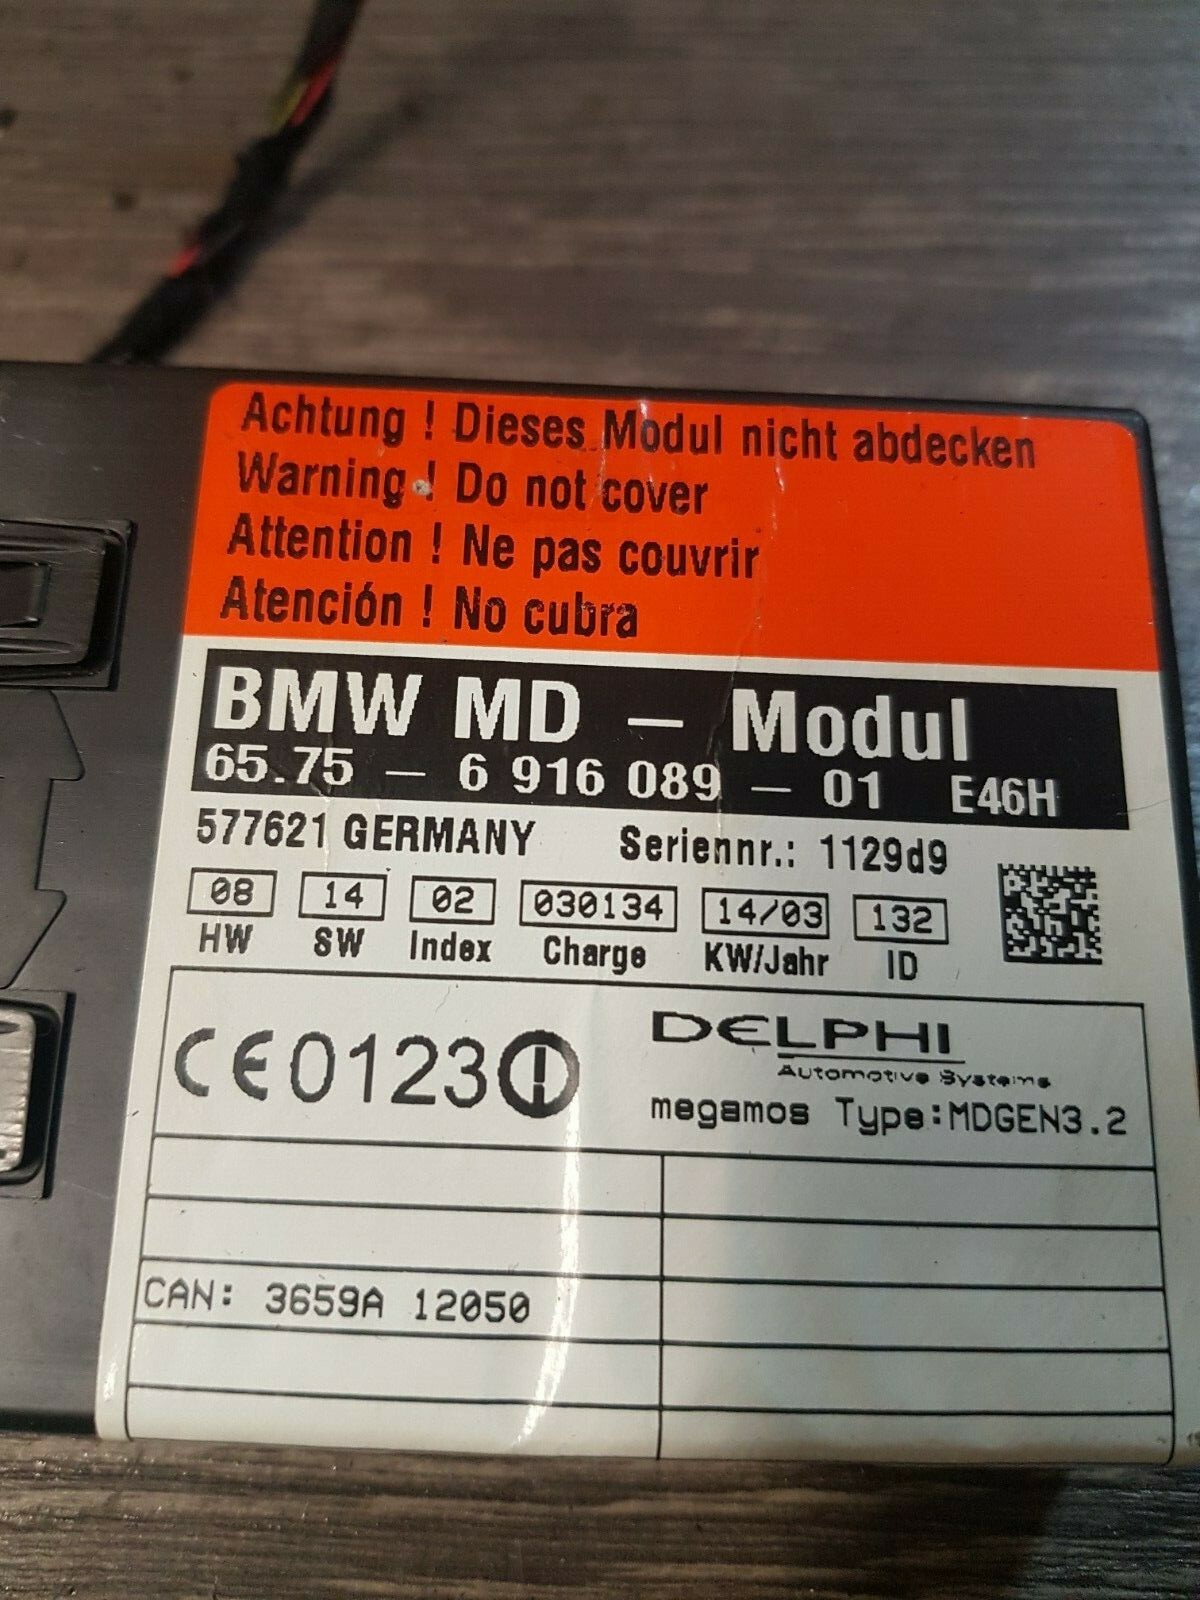 Achtung ! Dieses Modul nicht abdecken
Warning ! Do not cover
Attention ! Ne pas couvrir
Atención ! No cubra
BMW MD – Modul
65.75 – 6 916 089 – 01 E46H
577621 GERMANY Seriennr.: 1129d9
08 14 02 030134 14/03 132
HW SW Index Charge KW/Jahr ID
CE0123
DELPHI
Automotive Systems
megamos Type:MDGEN3.2
CAN: 3659A 12050